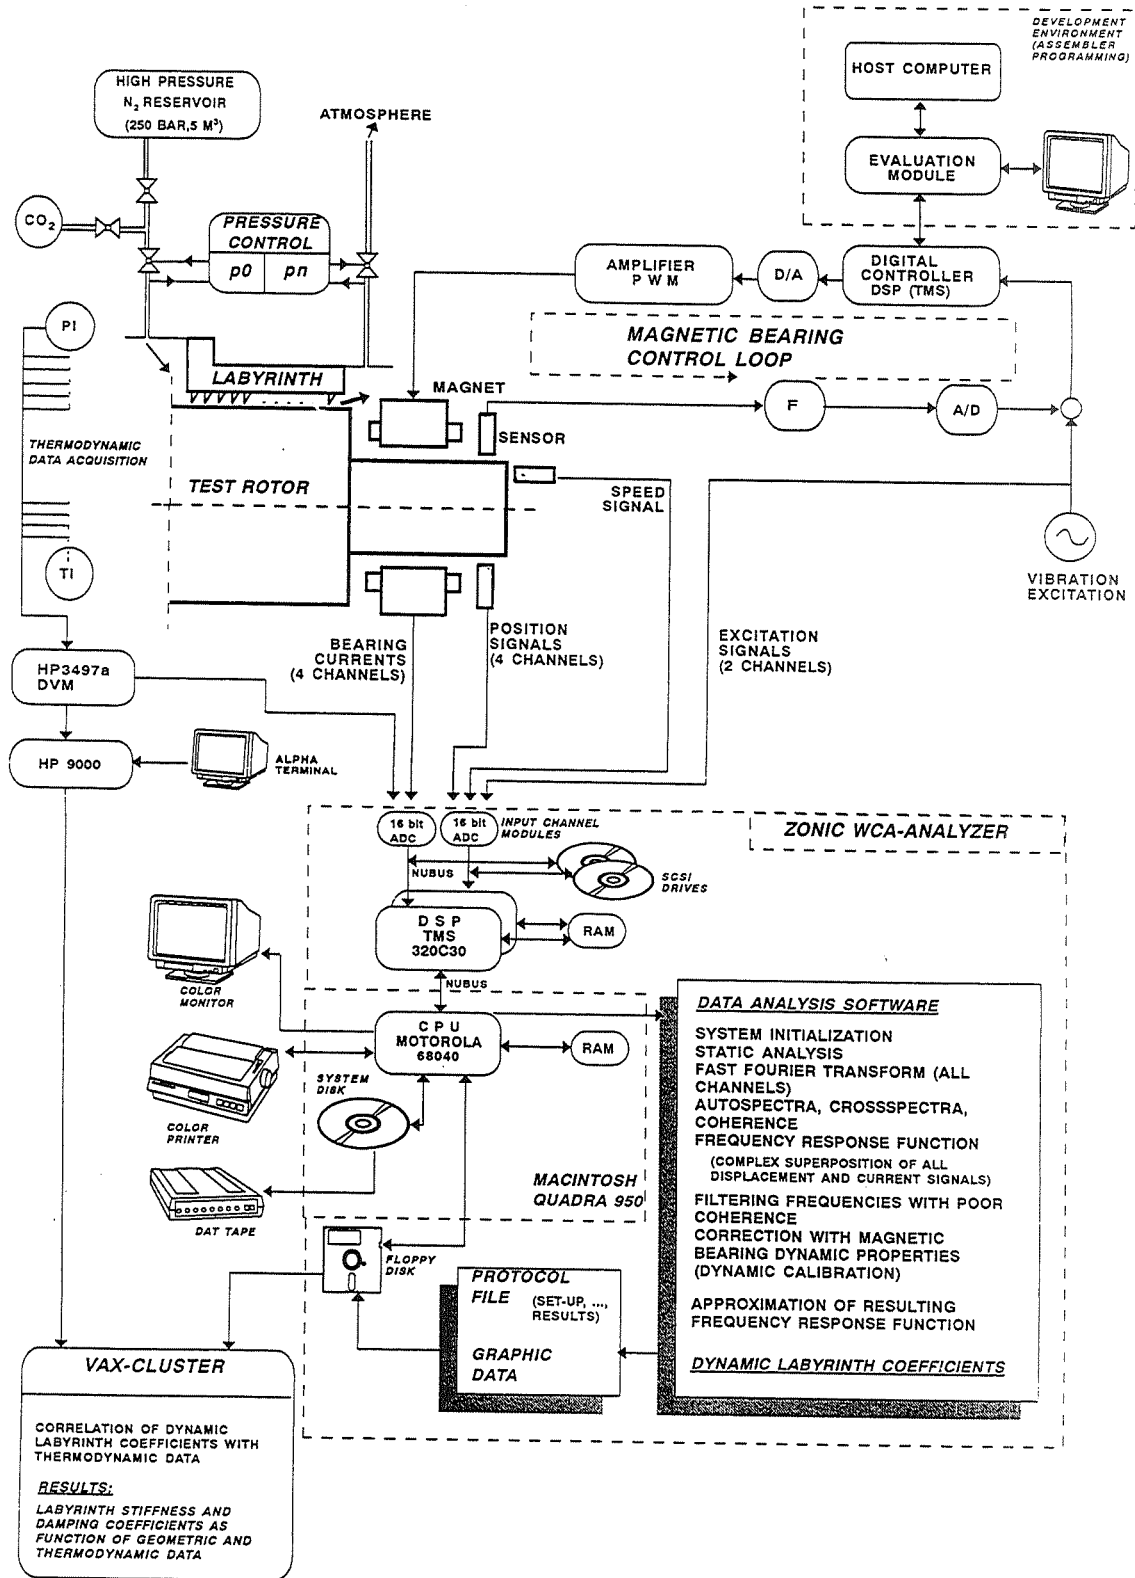 DEVELOPMENT
ENVIRONMENT
(ASSEMBLER
PROGRAMMING)
HOST COMPUTER
EVALUATION
MODULE
HIGH PRESSURE
N₂ RESERVOIR
(250 BAR,5 M³)
ATMOSPHERE
CO₂
PRESSURE
CONTROL
p0
pn
AMPLIFIER
P W M
D/A
DIGITAL
CONTROLLER
DSP (TMS)
PI
MAGNETIC BEARING
CONTROL LOOP
LABYRINTH
MAGNET
F
A/D
SENSOR
THERMODYNAMIC
DATA ACQUISITION
TEST ROTOR
SPEED
SIGNAL
TI
VIBRATION
EXCITATION
BEARING
CURRENTS
(4 CHANNELS)
POSITION
SIGNALS
(4 CHANNELS)
EXCITATION
SIGNALS
(2 CHANNELS)
HP3497a
DVM
HP 9000
ALPHA
TERMINAL
16 bit
ADC
16 bit
ADC
INPUT CHANNEL
MODULES
ZONIC WCA-ANALYZER
NUBUS
SCSI
DRIVES
D S P
TMS
320C30
RAM
COLOR
MONITOR
NUBUS
C P U
MOTOROLA
68040
RAM
SYSTEM
DISK
COLOR
PRINTER
MACINTOSH
QUADRA 950
DAT TAPE
FLOPPY
DISK
DATA ANALYSIS SOFTWARE
SYSTEM INITIALIZATION
STATIC ANALYSIS
FAST FOURIER TRANSFORM (ALL
CHANNELS)
AUTOSPECTRA, CROSSSPECTRA,
COHERENCE
FREQUENCY RESPONSE FUNCTION
(COMPLEX SUPERPOSITION OF ALL
DISPLACEMENT AND CURRENT SIGNALS)
FILTERING FREQUENCIES WITH POOR
COHERENCE
CORRECTION WITH MAGNETIC
BEARING DYNAMIC PROPERTIES
(DYNAMIC CALIBRATION)
APPROXIMATION OF RESULTING
FREQUENCY RESPONSE FUNCTION
DYNAMIC LABYRINTH COEFFICIENTS
PROTOCOL
FILE (SET-UP, ...,
RESULTS)
GRAPHIC
DATA
VAX-CLUSTER
CORRELATION OF DYNAMIC
LABYRINTH COEFFICIENTS WITH
THERMODYNAMIC DATA
RESULTS:
LABYRINTH STIFFNESS AND
DAMPING COEFFICIENTS AS
FUNCTION OF GEOMETRIC AND
THERMODYNAMIC DATA